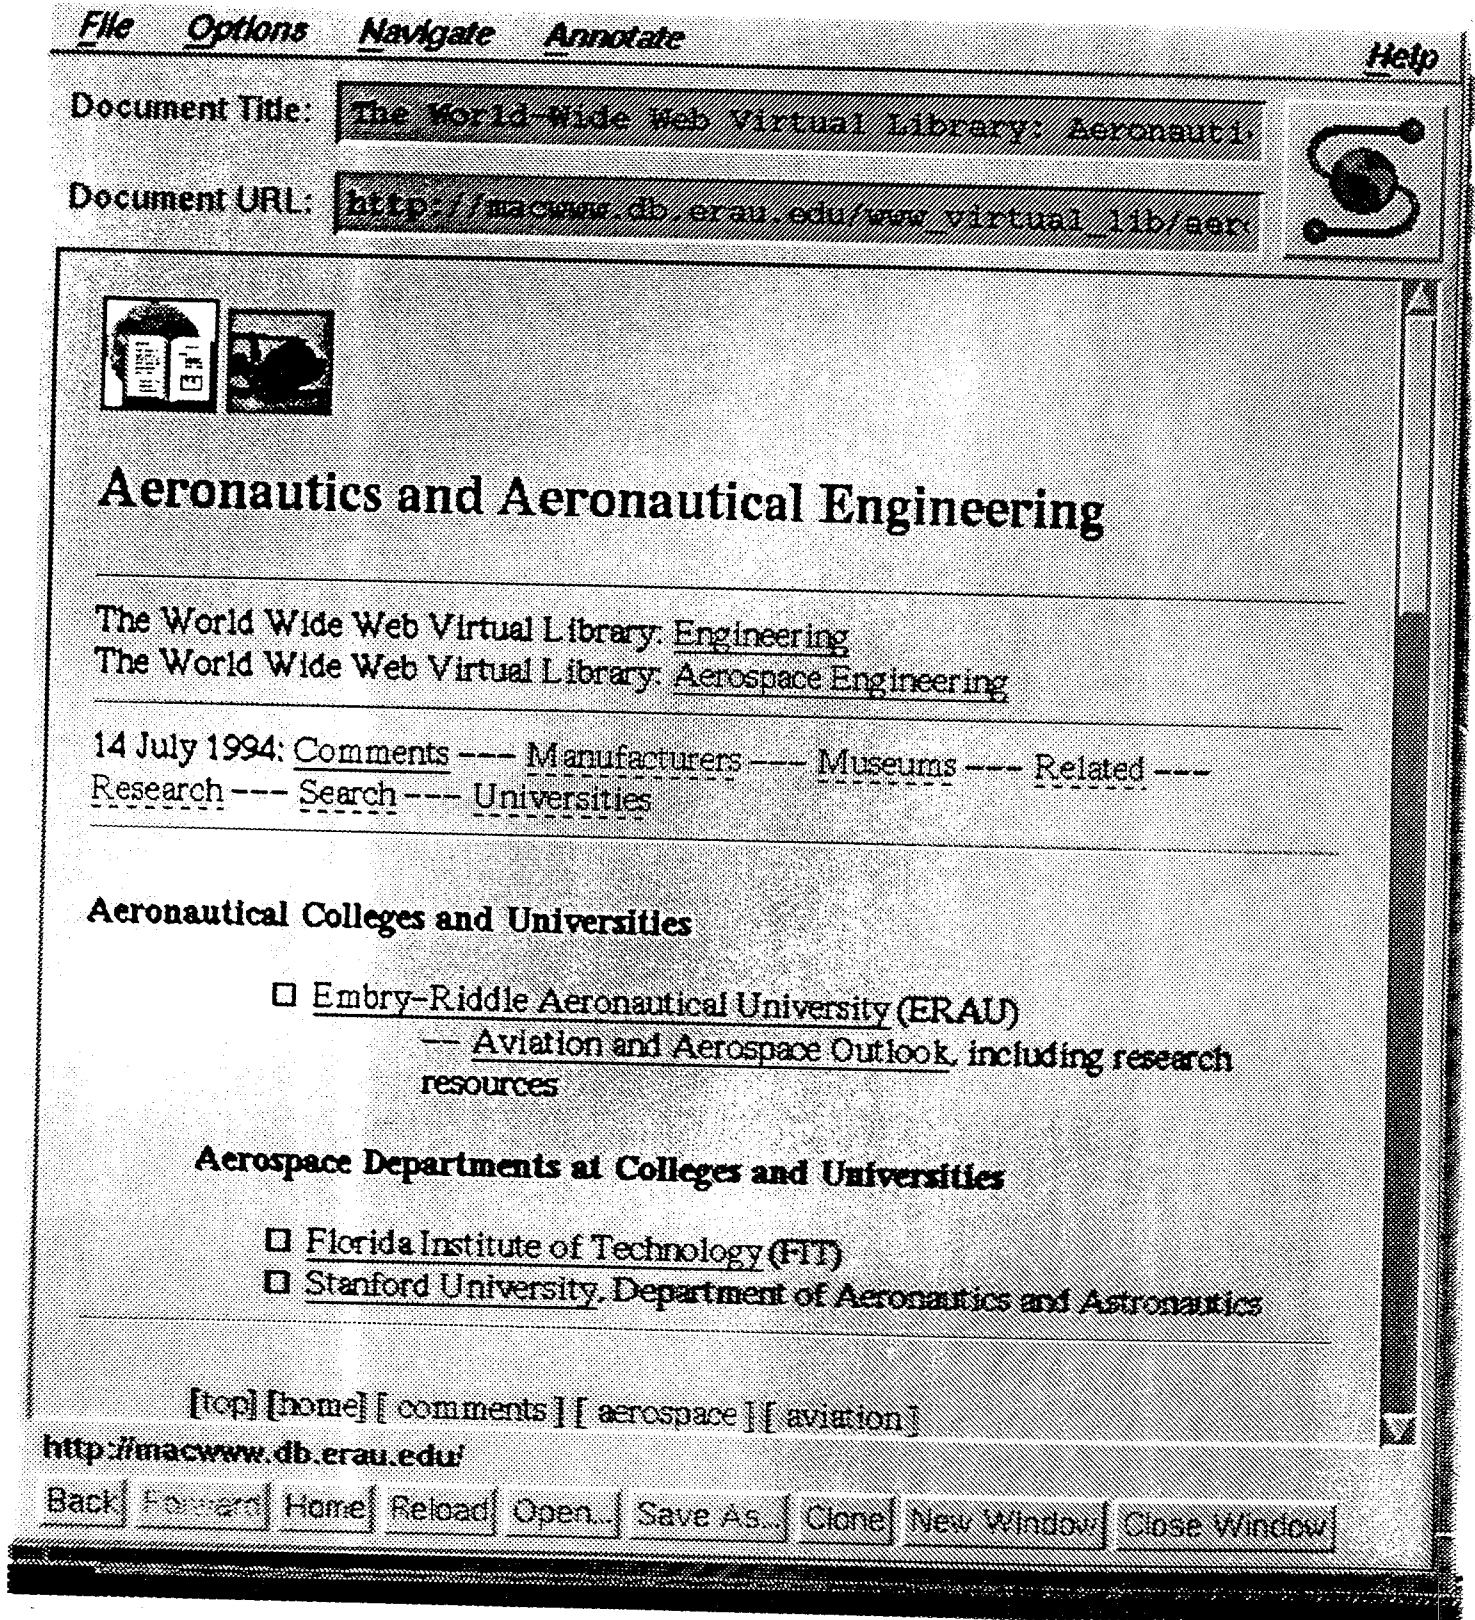 File Options Navigate Annotate Help
Document Title: The World-Wide Web Virtual Library: Aeronauti
Document URL: http://macwww.db.erau.edu/www_virtual_lib/aer
Aeronautics and Aeronautical Engineering
The World Wide Web Virtual Library: Engineering
The World Wide Web Virtual Library: Aerospace Engineering
14 July 1994: Comments --- Manufacturers --- Museums --- Related ---
Research --- Search --- Universities
Aeronautical Colleges and Universities
Embry-Riddle Aeronautical University (ERAU)
-- Aviation and Aerospace Outlook, including research
resources
Aerospace Departments at Colleges and Universities
Florida Institute of Technology (FIT)
Stanford University, Department of Aeronautics and Astronautics
[top] [home] [ comments ] [ aerospace ] [ aviation ]
http://macwww.db.erau.edu/
Back Forward Home Reload Open... Save As... Clone New Window Close Window